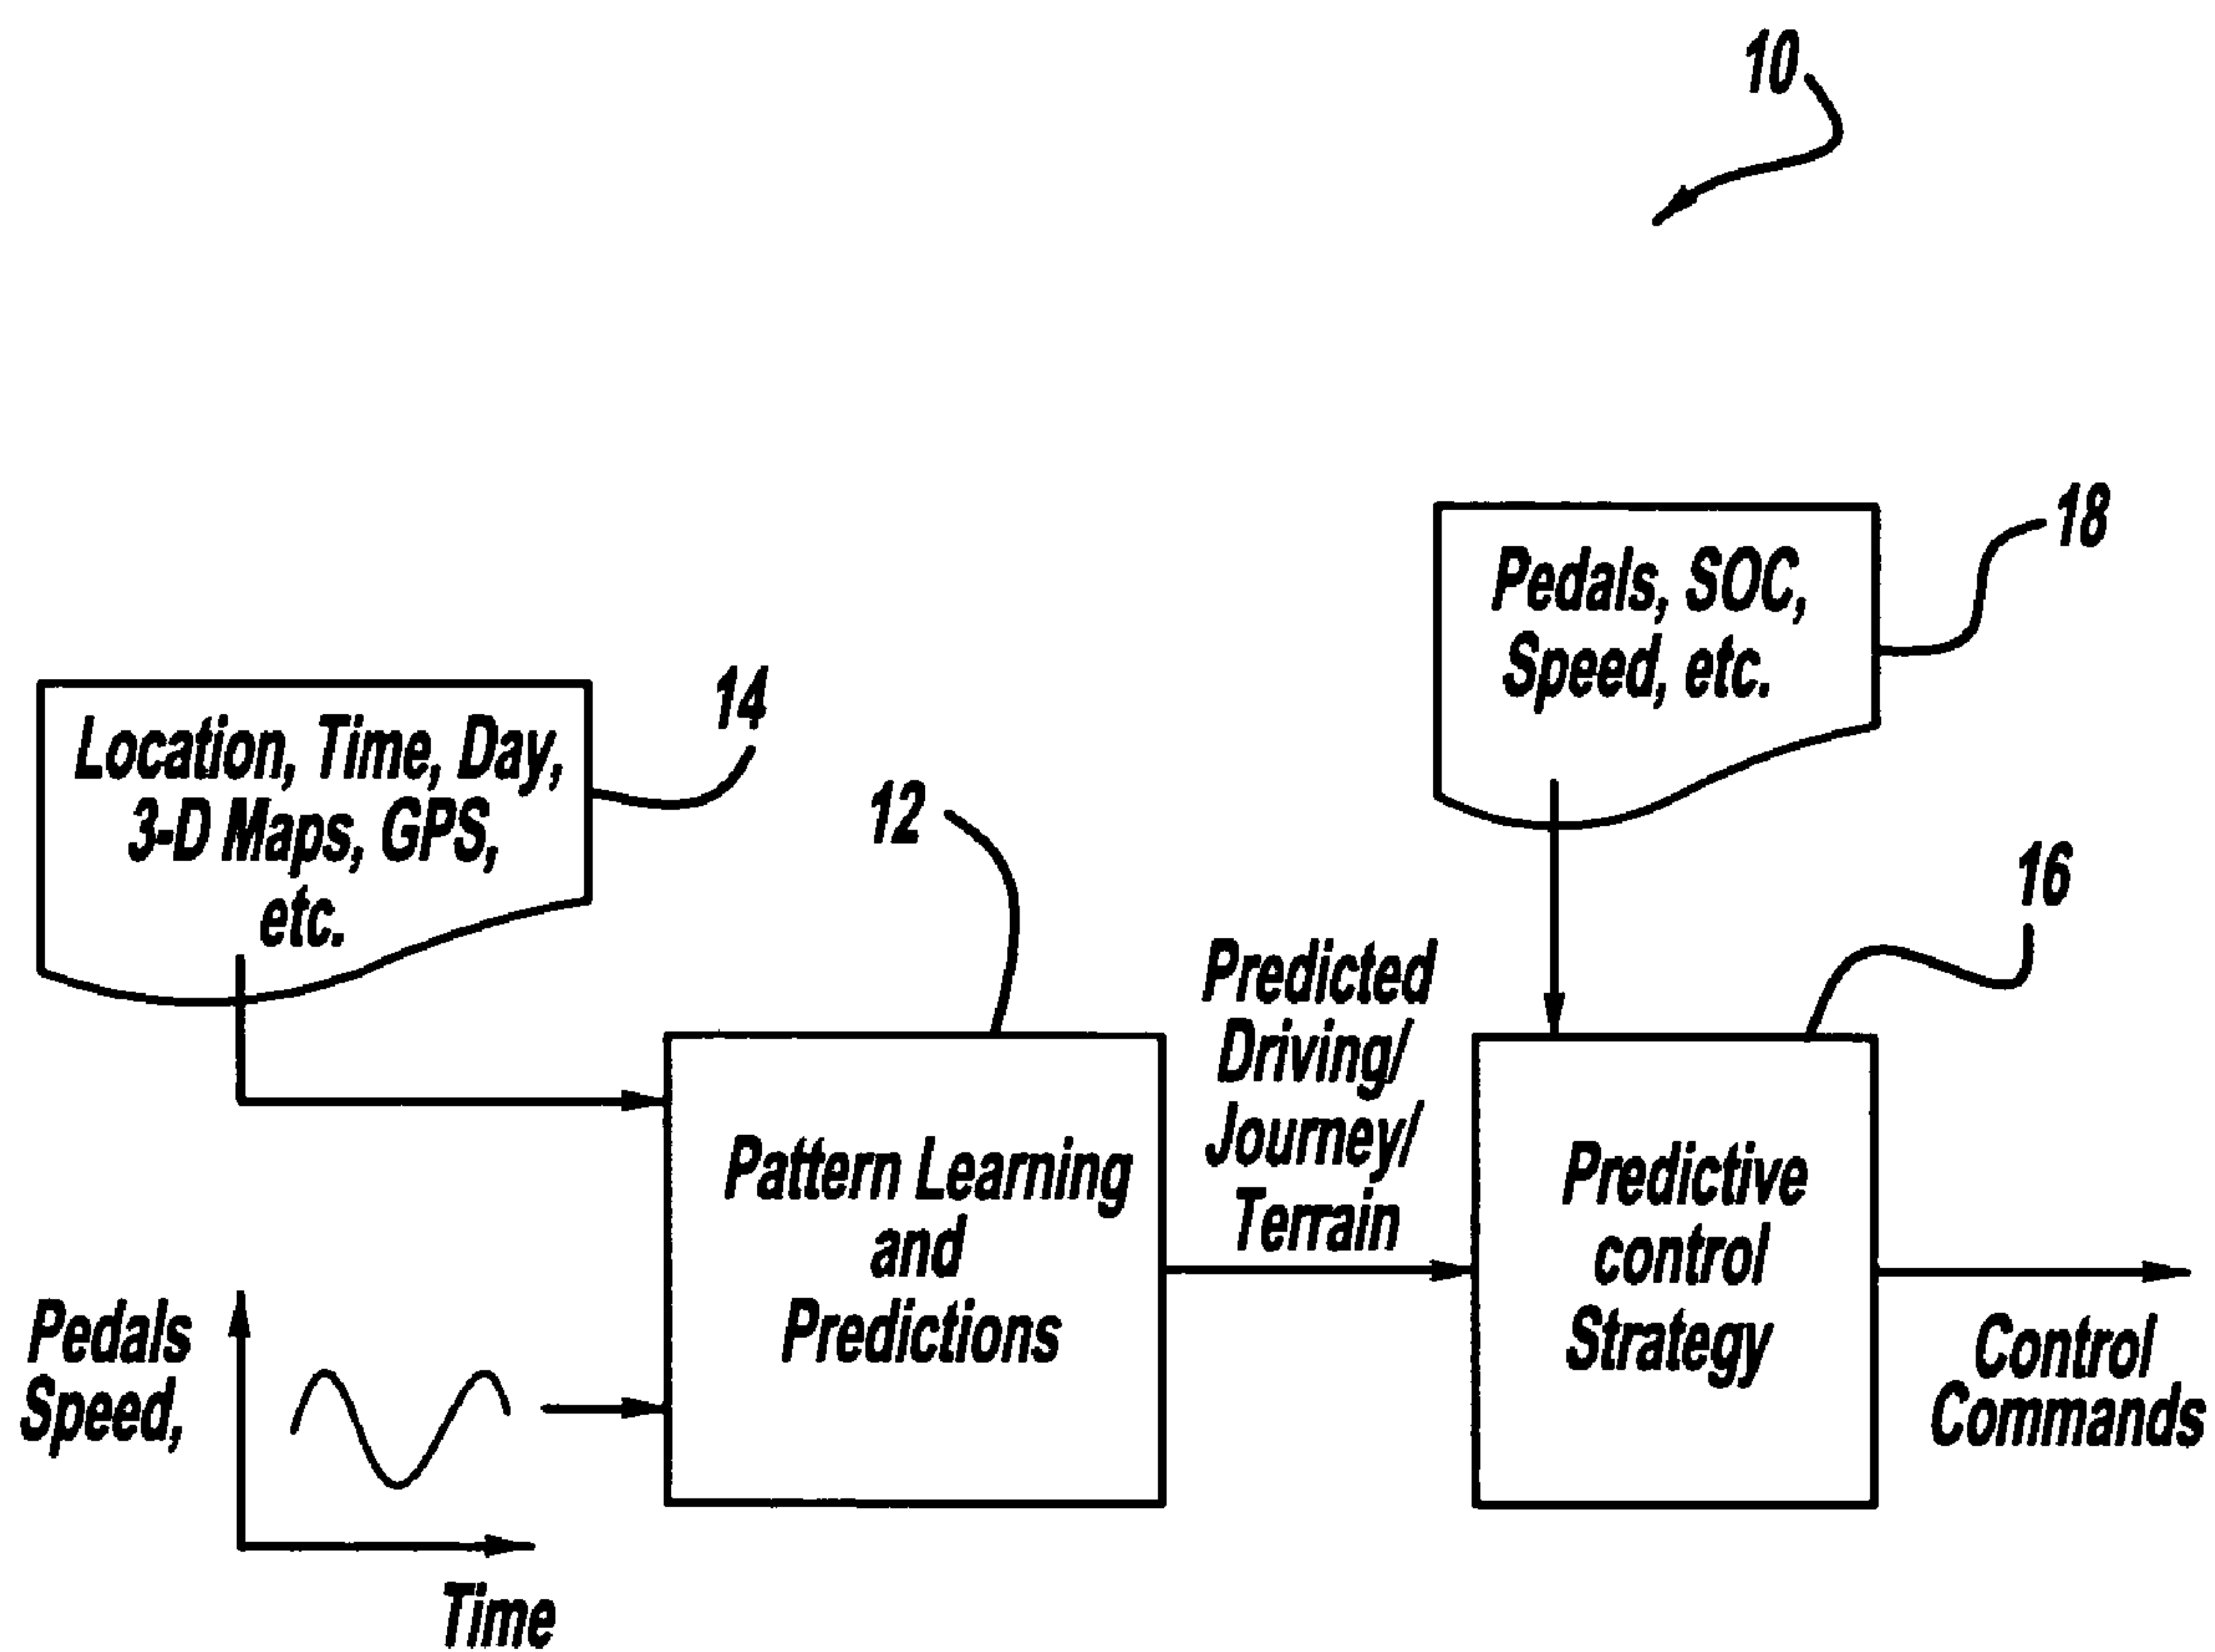 10
18
Pedals, SOC,
Speed, etc.
14
Location, Time, Day,
3-D Maps, GPS,
etc.
12
16
Predicted
Driving/
Journey/
Terrain
Pattern Learning
and
Predictions
Predictive
control
Strategy
Control
Commands
Pedals
Speed,
Time